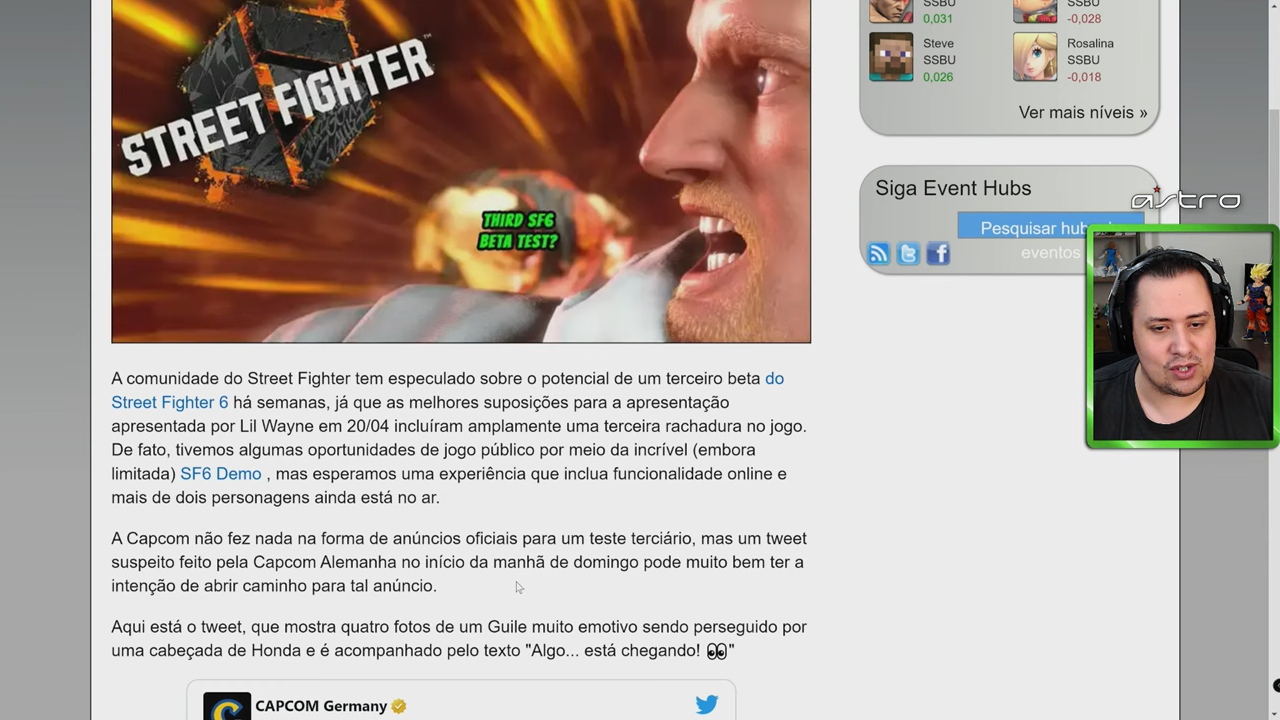 STREET FIGHTER™
THIRD SF6
BETA TEST?
SSBU
0,031
SSBU
-0,028
Steve
SSBU
0,026
Rosalina
SSBU
-0,018
Ver mais níveis »
Siga Event Hubs
Pesquisar hub
eventos
astro
A comunidade do Street Fighter tem especulado sobre o potencial de um terceiro beta do
Street Fighter 6 há semanas, já que as melhores suposições para a apresentação
apresentada por Lil Wayne em 20/04 incluíram amplamente uma terceira rachadura no jogo.
De fato, tivemos algumas oportunidades de jogo público por meio da incrível (embora
limitada) SF6 Demo , mas esperamos uma experiência que inclua funcionalidade online e
mais de dois personagens ainda está no ar.
A Capcom não fez nada na forma de anúncios oficiais para um teste terciário, mas um tweet
suspeito feito pela Capcom Alemanha no início da manhã de domingo pode muito bem ter a
intenção de abrir caminho para tal anúncio.
Aqui está o tweet, que mostra quatro fotos de um Guile muito emotivo sendo perseguido por
uma cabeçada de Honda e é acompanhado pelo texto "Algo... está chegando! 👀"
CAPCOM Germany